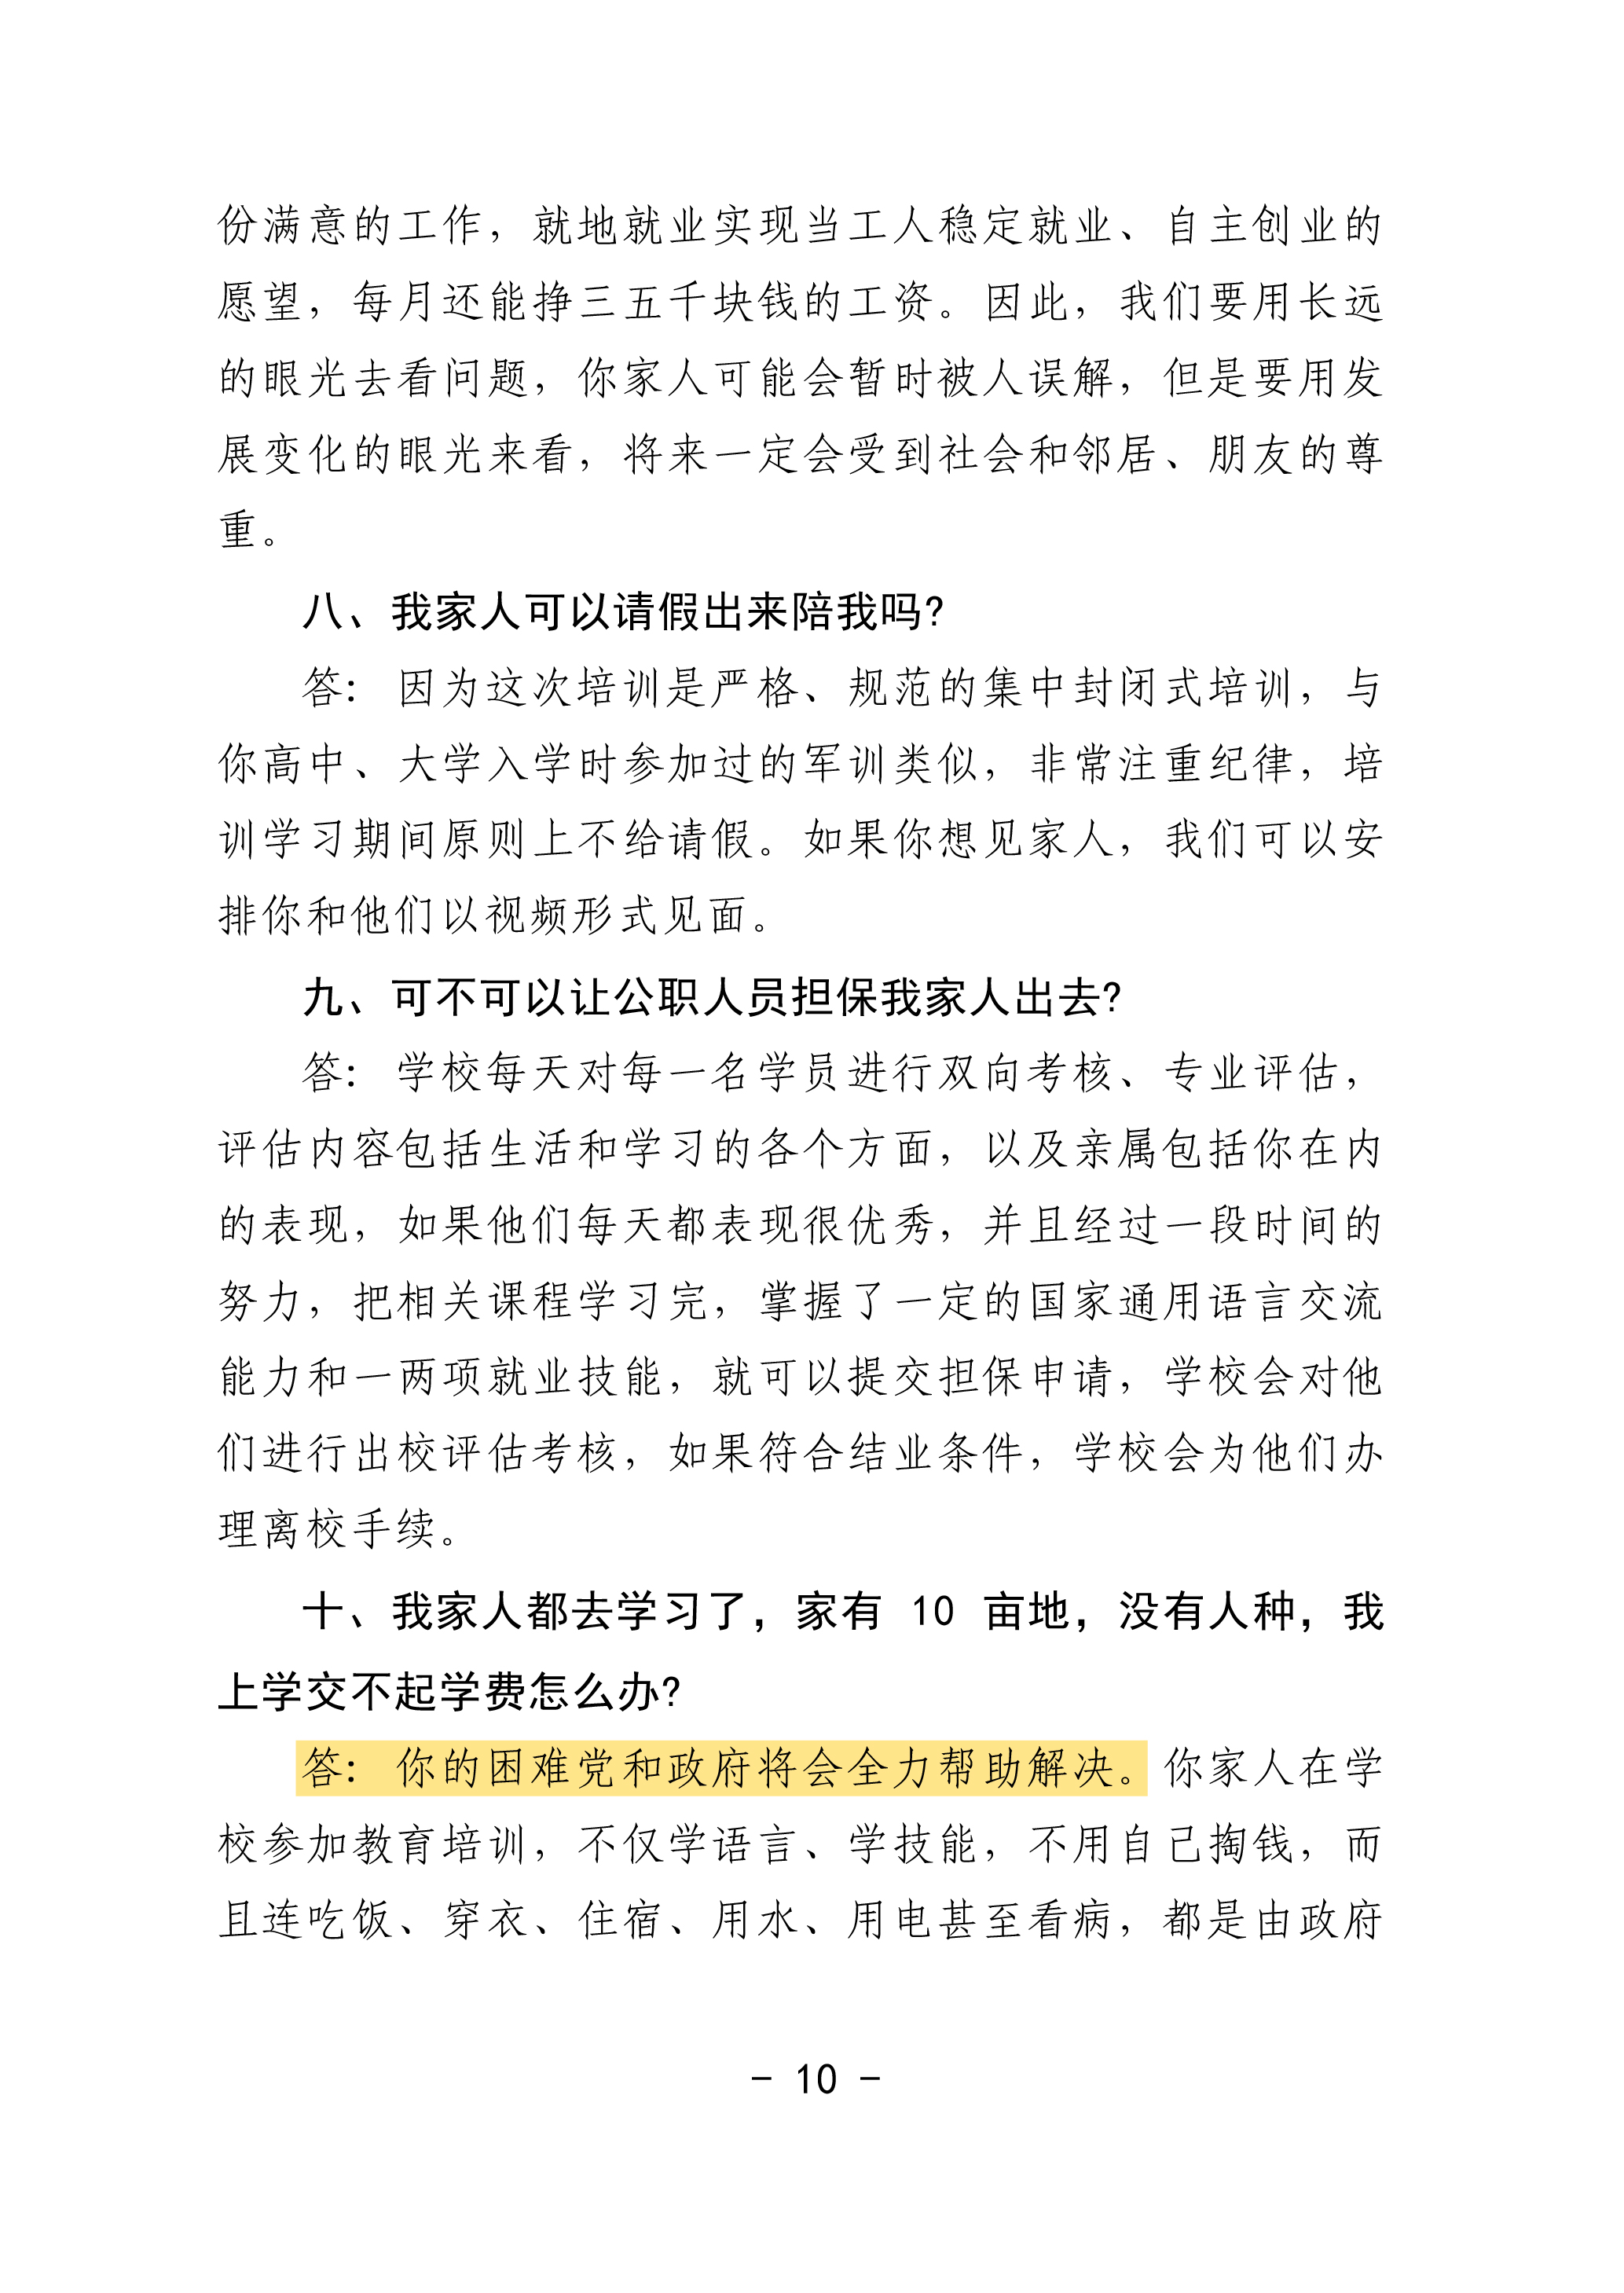 份满意的工作，就地就业实现当工人稳定就业、自主创业的
愿望，每月还能挣三五千块钱的工资。因此，我们要用长远
的眼光去看问题，你家人可能会暂时被人误解，但是要用发
展变化的眼光来看，将来一定会受到社会和邻居、朋友的尊
重。
八、我家人可以请假出来陪我吗?
答: 因为这次培训是严格、规范的集中封闭式培训，与
你高中、大学入学时参加过的军训类似，非常注重纪律，培
训学习期间原则上不给请假。如果你想见家人，我们可以安
排你和他们以视频形式见面。
九、可不可以让公职人员担保我家人出去?
答: 学校每天对每一名学员进行双向考核、专业评估，
评估内容包括生活和学习的各个方面，以及亲属包括你在内
的表现，如果他们每天都表现很优秀，并且经过一段时间的
努力，把相关课程学习完，掌握了一定的国家通用语言交流
能力和一两项就业技能，就可以提交担保申请，学校会对他
们进行出校评估考核，如果符合结业条件，学校会为他们办
理离校手续。
十、我家人都去学习了，家有 10 亩地，没有人种，我
上学交不起学费怎么办?
答: 你的困难党和政府将会全力帮助解决。你家人在学
校参加教育培训，不仅学语言、学技能，不用自己掏钱，而
且连吃饭、穿衣、住宿、用水、用电甚至看病，都是由政府
- 10 -